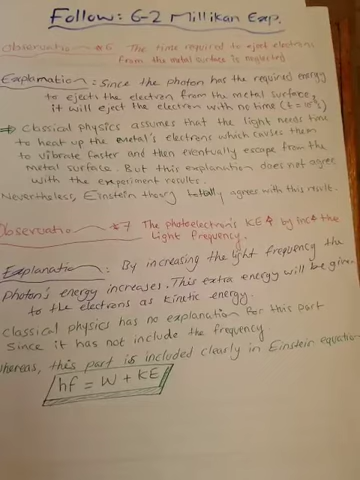 Follow: 6-2 Millikan Exp.
Observation #6 The time required to eject electrons
from the metal surface is neglected
Explanation: Since the photon has the required energy
to eject the electron from the metal surface,
it will eject the electron with no time
⇒ Classical physics assumes that the light needs time
to heat up the metal's electrons which causes them
to vibrate faster and then eventually escape from the
metal surface. But this explanation does not agree
with the experiment results.
Nevertheless, Einstein theory totally agrees with this result.
Observation #7 The photoelectron's KE ↑ by inc↑ the
light frequency.
Explanation: By increasing the light frequency the
photon's energy increases. This extra energy will be given
to the electrons as kinetic energy.
Classical physics has no explanation for this part
Since it has not include the frequency.
whereas, this part is included clearly in Einstein equation
hf = W + KE